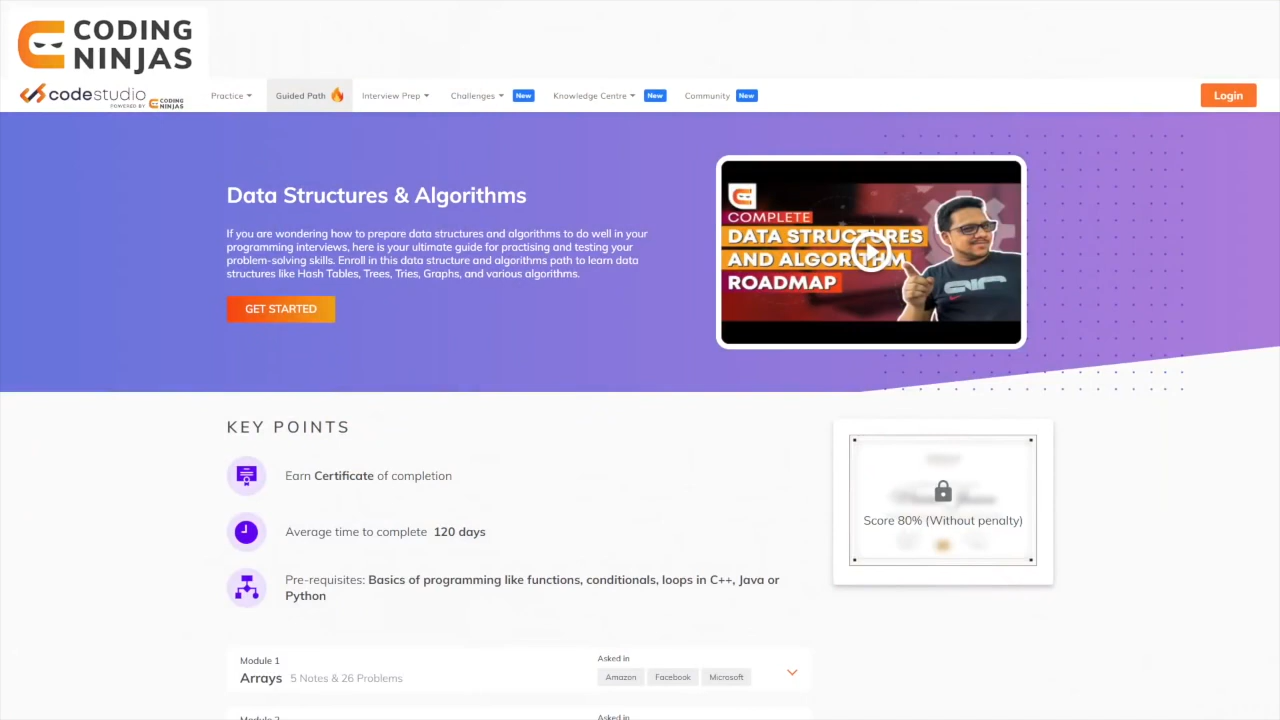 CODING
NINJAS
codestudio
POWERED BY CODING NINJAS
Practice
Guided Path
Interview Prep
Challenges New
Knowledge Centre New
Community New
Login
Data Structures & Algorithms
If you are wondering how to prepare data structures and algorithms to do well in your
programming interviews, here is your ultimate guide for practising and testing your
problem-solving skills. Enroll in this data structure and algorithms path to learn data
structures like Hash Tables, Trees, Tries, Graphs, and various algorithms.
GET STARTED
COMPLETE
DATA STRUCTURES
AND ALGORITHM
ROADMAP
KEY POINTS
Earn Certificate of completion
Average time to complete 120 days
Pre-requisites: Basics of programming like functions, conditionals, loops in C++, Java or
Python
Score 80% (Without penalty)
Module 1
Arrays 5 Notes & 26 Problems
Asked in
Amazon Facebook Microsoft
Module 2
Asked in